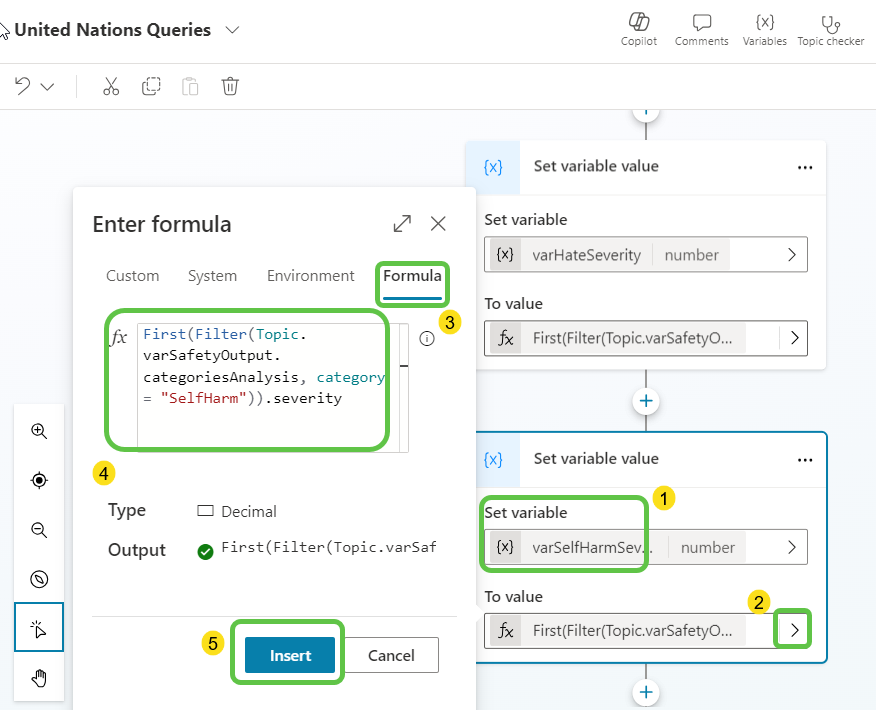 United Nations Queries
Copilot
Comments
{x}
Variables
Topic checker
{x}
Set variable value
...
Set variable
{x} varHateSeverity number
To value
fx First(Filter(Topic.varSafetyO...
Enter formula
Custom System Environment Formula
3
fx First(Filter(Topic.
varSafetyOutput.
categoriesAnalysis, category
= "SelfHarm")).severity
4
Type Decimal
Output First(Filter(Topic.varSaf
5
Insert
Cancel
{x}
Set variable value
...
1
Set variable
{x} varSelfHarmSev... number
To value
2
fx First(Filter(Topic.varSafetyO...